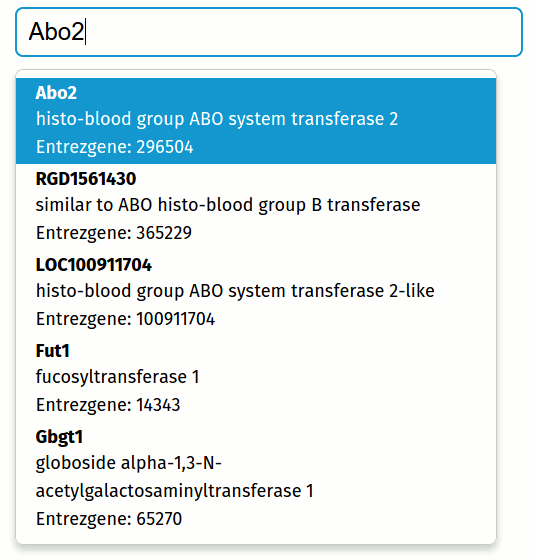 Abo2
Abo2
histo-blood group ABO system transferase 2
Entrezgene: 296504
RGD1561430
similar to ABO histo-blood group B transferase
Entrezgene: 365229
LOC100911704
histo-blood group ABO system transferase 2-like
Entrezgene: 100911704
Fut1
fucosyltransferase 1
Entrezgene: 14343
Gbgt1
globoside alpha-1,3-N-
acetylgalactosaminyltransferase 1
Entrezgene: 65270